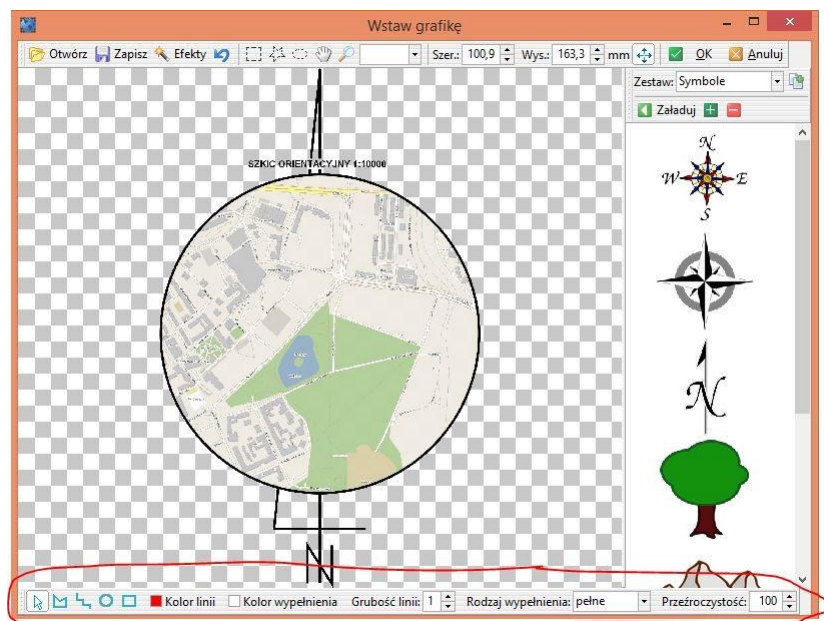 Wstaw grafikę
Otwórz Zapisz Efekty Szer.: 100,9 Wys.: 163,3 mm OK Anuluj
Zestaw: Symbole
Załaduj
SZKIC ORIENTACYJNY 1:10000
N
W E
S
N
N
Kolor linii Kolor wypełnienia Grubość linii: 1 Rodzaj wypełnienia: pełne Przeźroczystość: 100